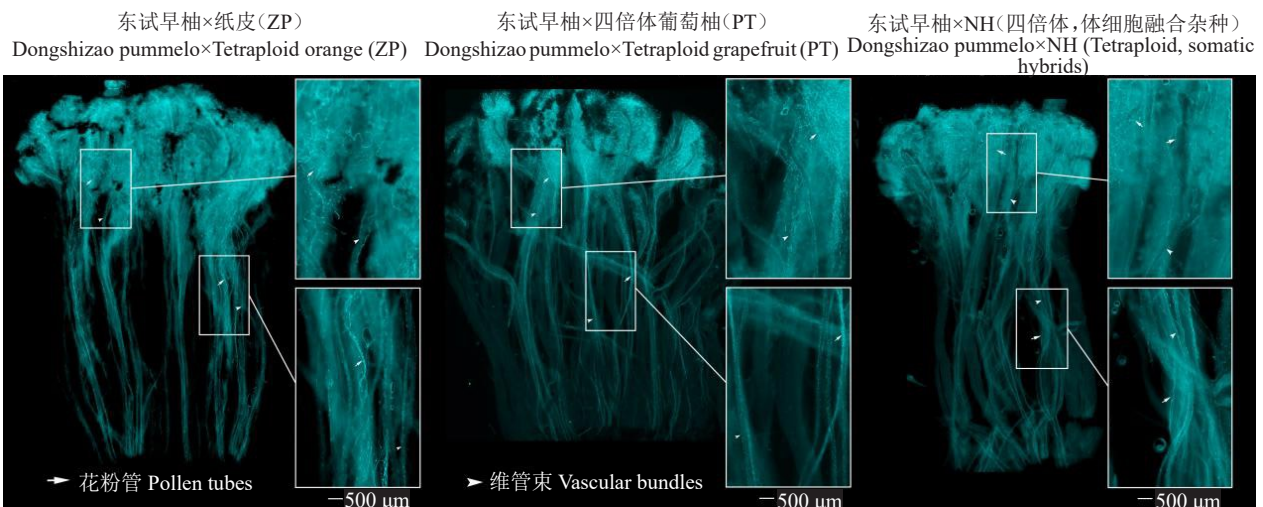 东试早柚×纸皮(ZP)
Dongshizao pummelo×Tetraploid orange (ZP)
东试早柚×四倍体葡萄柚(PT)
Dongshizao pummelo×Tetraploid grapefruit (PT)
东试早柚×NH(四倍体,体细胞融合杂种)
Dongshizao pummelo×NH (Tetraploid, somatic
hybrids)
花粉管 Pollen tubes
500 μm
维管束 Vascular bundles
500 μm
500 μm